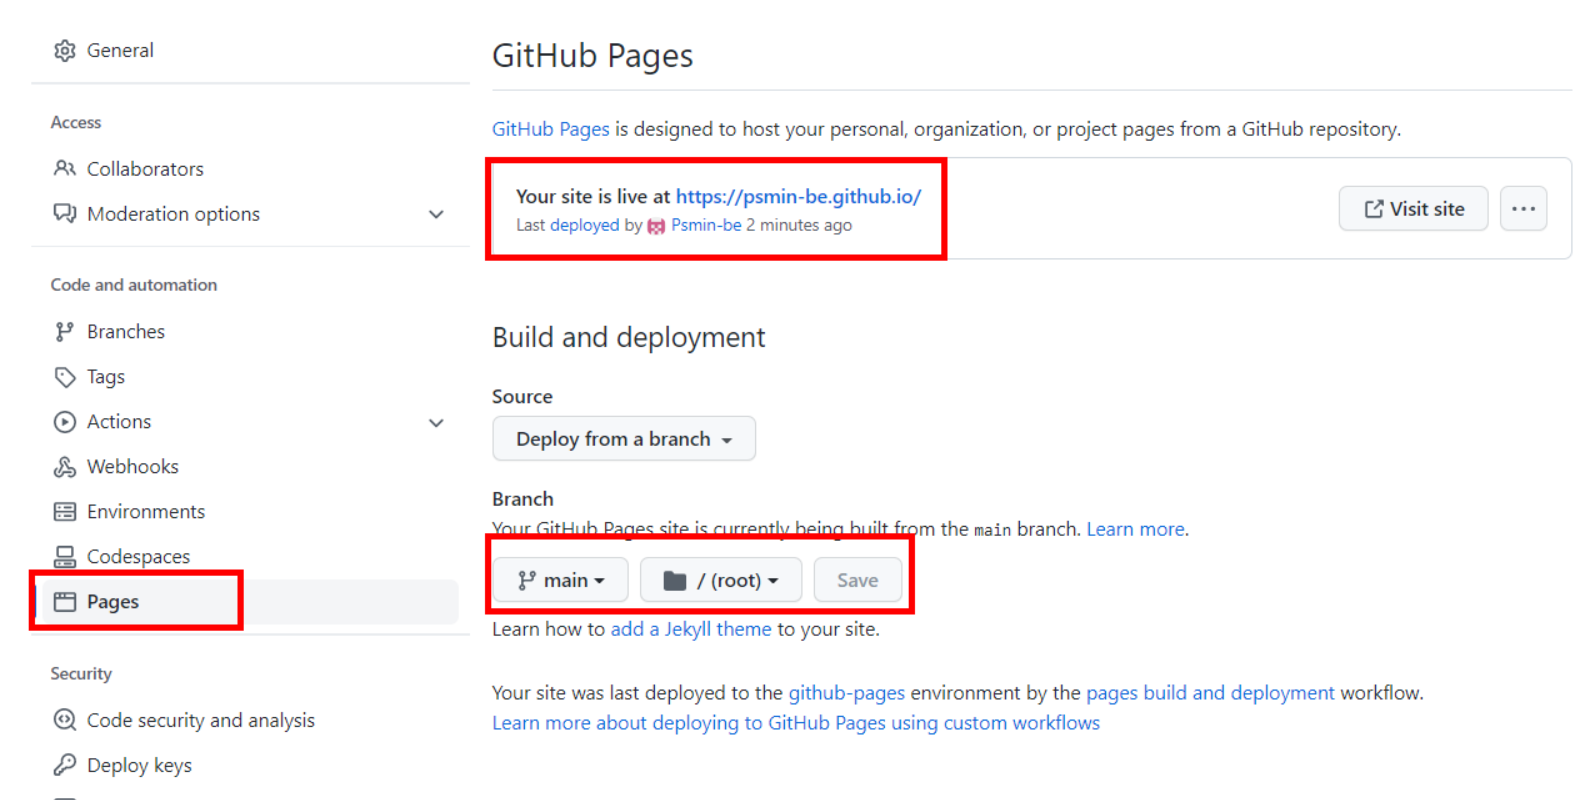 General
Access
Collaborators
Moderation options
Code and automation
Branches
Tags
Actions
Webhooks
Environments
Codespaces
Pages
Security
Code security and analysis
Deploy keys
GitHub Pages
GitHub Pages is designed to host your personal, organization, or project pages from a GitHub repository.
Your site is live at https://psmin-be.github.io/
Last deployed by Psmin-be 2 minutes ago
Visit site
Build and deployment
Source
Deploy from a branch
Branch
Your GitHub Pages site is currently being built from the main branch. Learn more.
main / (root) Save
Learn how to add a Jekyll theme to your site.
Your site was last deployed to the github-pages environment by the pages build and deployment workflow.
Learn more about deploying to GitHub Pages using custom workflows